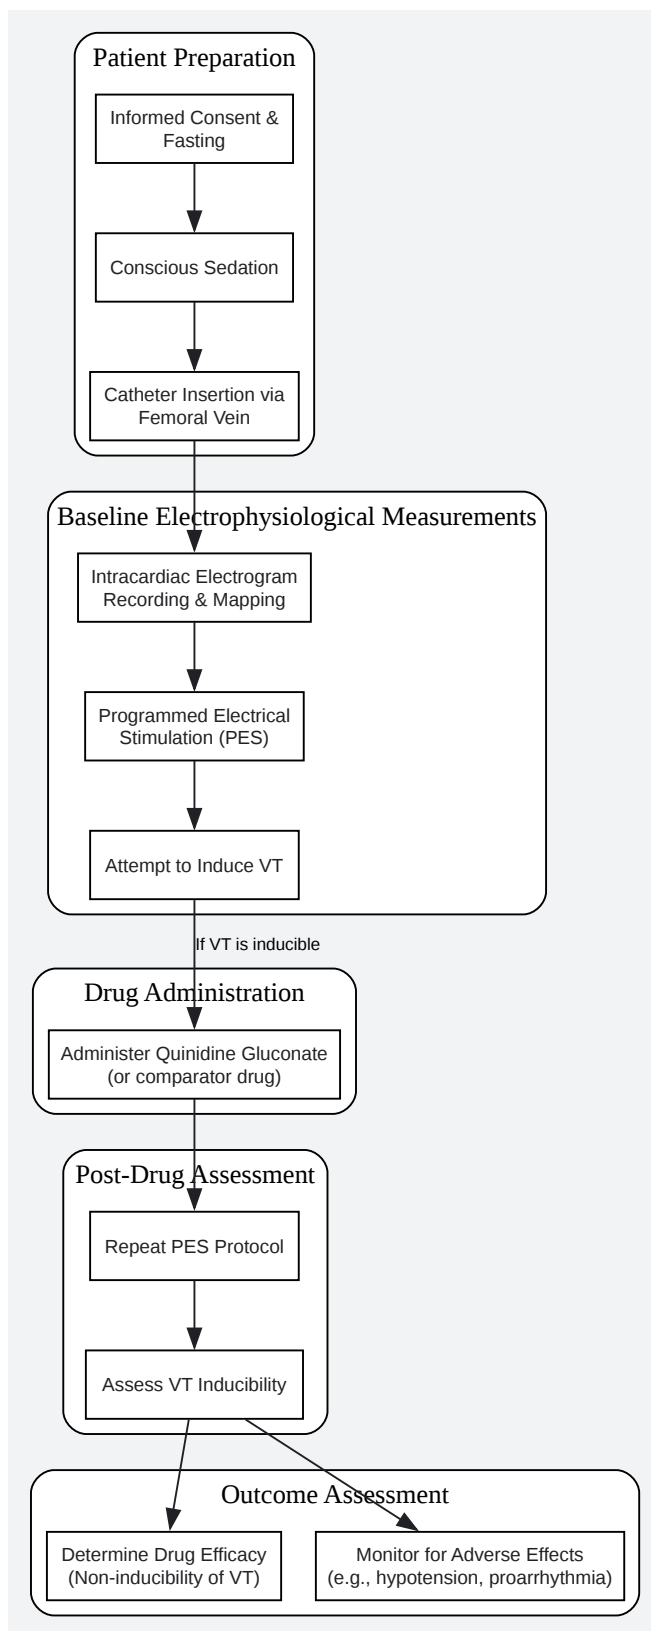 Patient Preparation
Informed Consent &
Fasting
Conscious Sedation
Catheter Insertion via
Femoral Vein
Baseline Electrophysiological Measurements
Intracardiac Electrogram
Recording & Mapping
Programmed Electrical
Stimulation (PES)
Attempt to Induce VT
If VT is inducible
Drug Administration
Administer Quinidine Gluconate
(or comparator drug)
Post-Drug Assessment
Repeat PES Protocol
Assess VT Inducibility
Outcome Assessment
Determine Drug Efficacy
(Non-inducibility of VT)
Monitor for Adverse Effects
(e.g., hypotension, proarrhythmia)